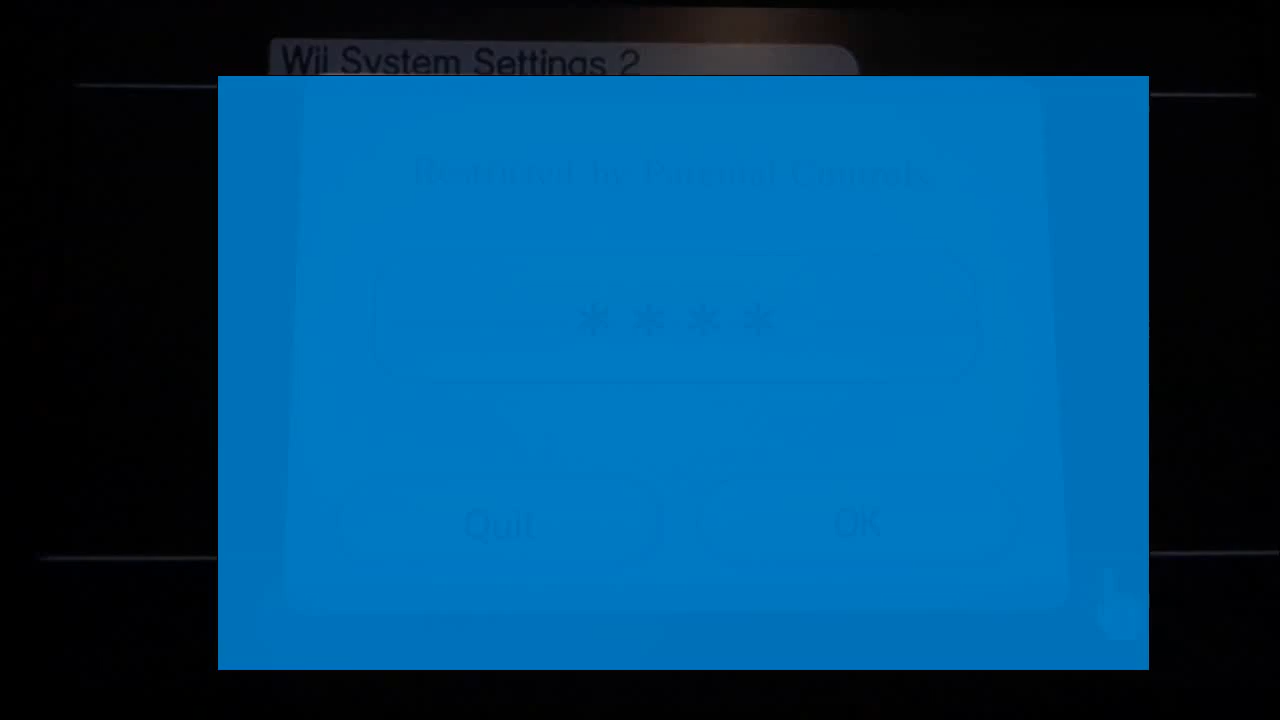 Wii System Settings 2
Restricted by Parental Controls
* * * *
Quit
OK